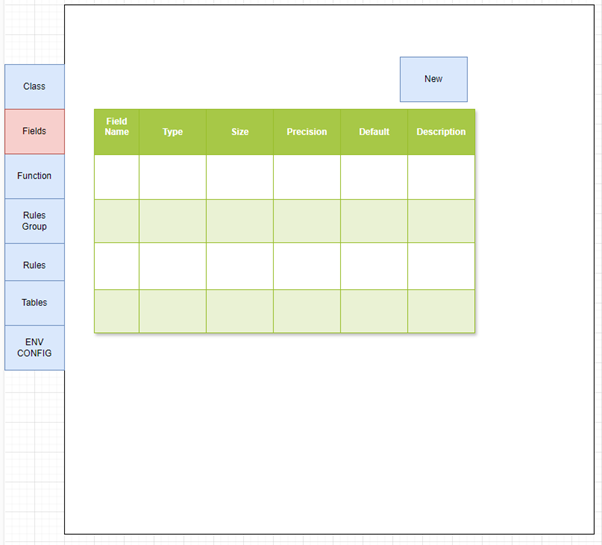 New
Class
Fields
Function
Rules
Group
Rules
Tables
ENV
CONFIG
Field
Name Type Size Precision Default Description